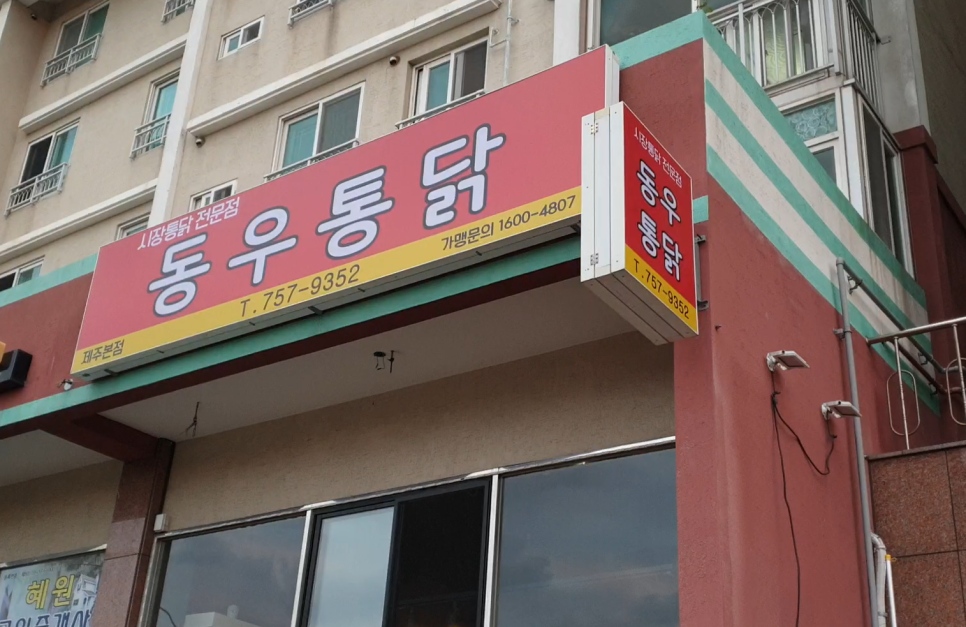 시장통닭 전문점
동우통닭
T.757-9352
가맹문의 1600-4807
제주본점
시장통닭 전문점
동우
통닭
T.757-9352
혜원